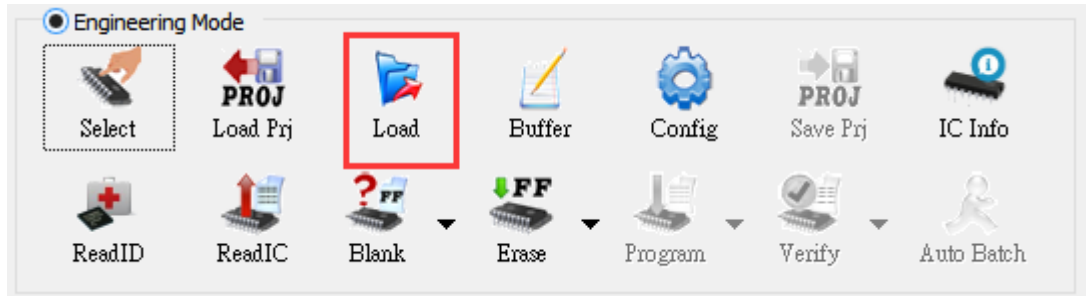 Engineering Mode
PROJ
PROJ
Select
Load Prj
Load
Buffer
Config
Save Prj
IC Info
? FF
FF
ReadID
ReadIC
Blank
Erase
Program
Verify
Auto Batch